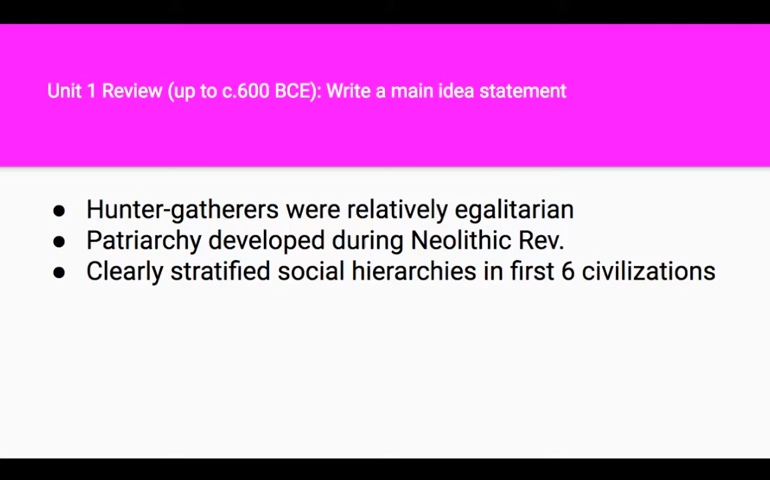 Unit 1 Review (up to c.600 BCE): Write a main idea statement
● Hunter-gatherers were relatively egalitarian
● Patriarchy developed during Neolithic Rev.
● Clearly stratified social hierarchies in first 6 civilizations